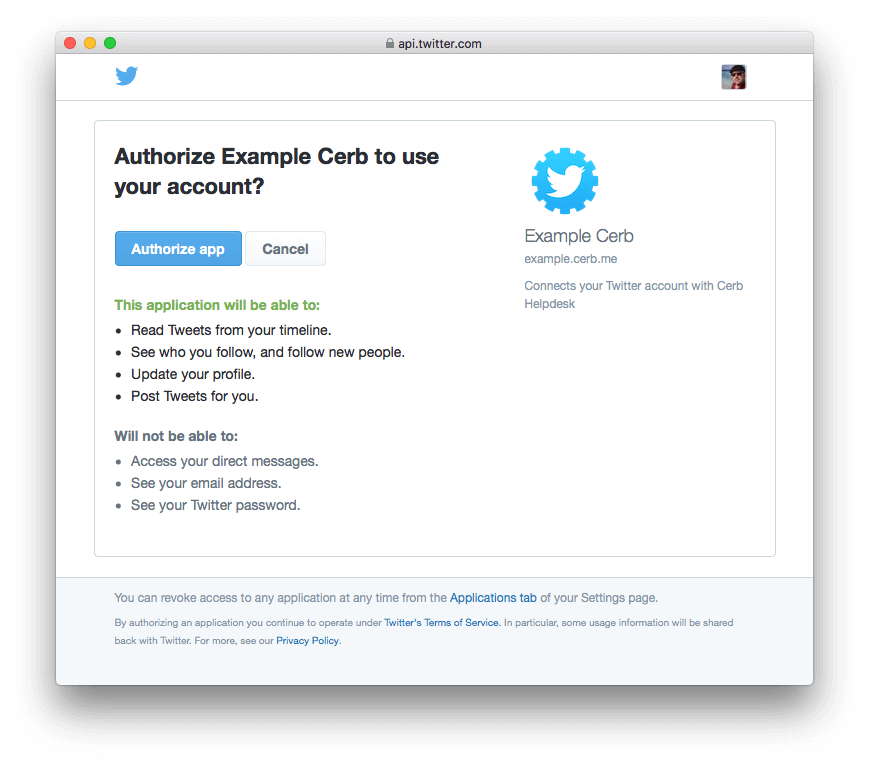 api.twitter.com
Authorize Example Cerb to use
your account?
Authorize app
Cancel
This application will be able to:
• Read Tweets from your timeline.
• See who you follow, and follow new people.
• Update your profile.
• Post Tweets for you.
Will not be able to:
• Access your direct messages.
• See your email address.
• See your Twitter password.
Example Cerb
example.cerb.me
Connects your Twitter account with Cerb
Helpdesk
You can revoke access to any application at any time from the Applications tab of your Settings page.
By authorizing an application you continue to operate under Twitter's Terms of Service. In particular, some usage information will be shared
back with Twitter. For more, see our Privacy Policy.